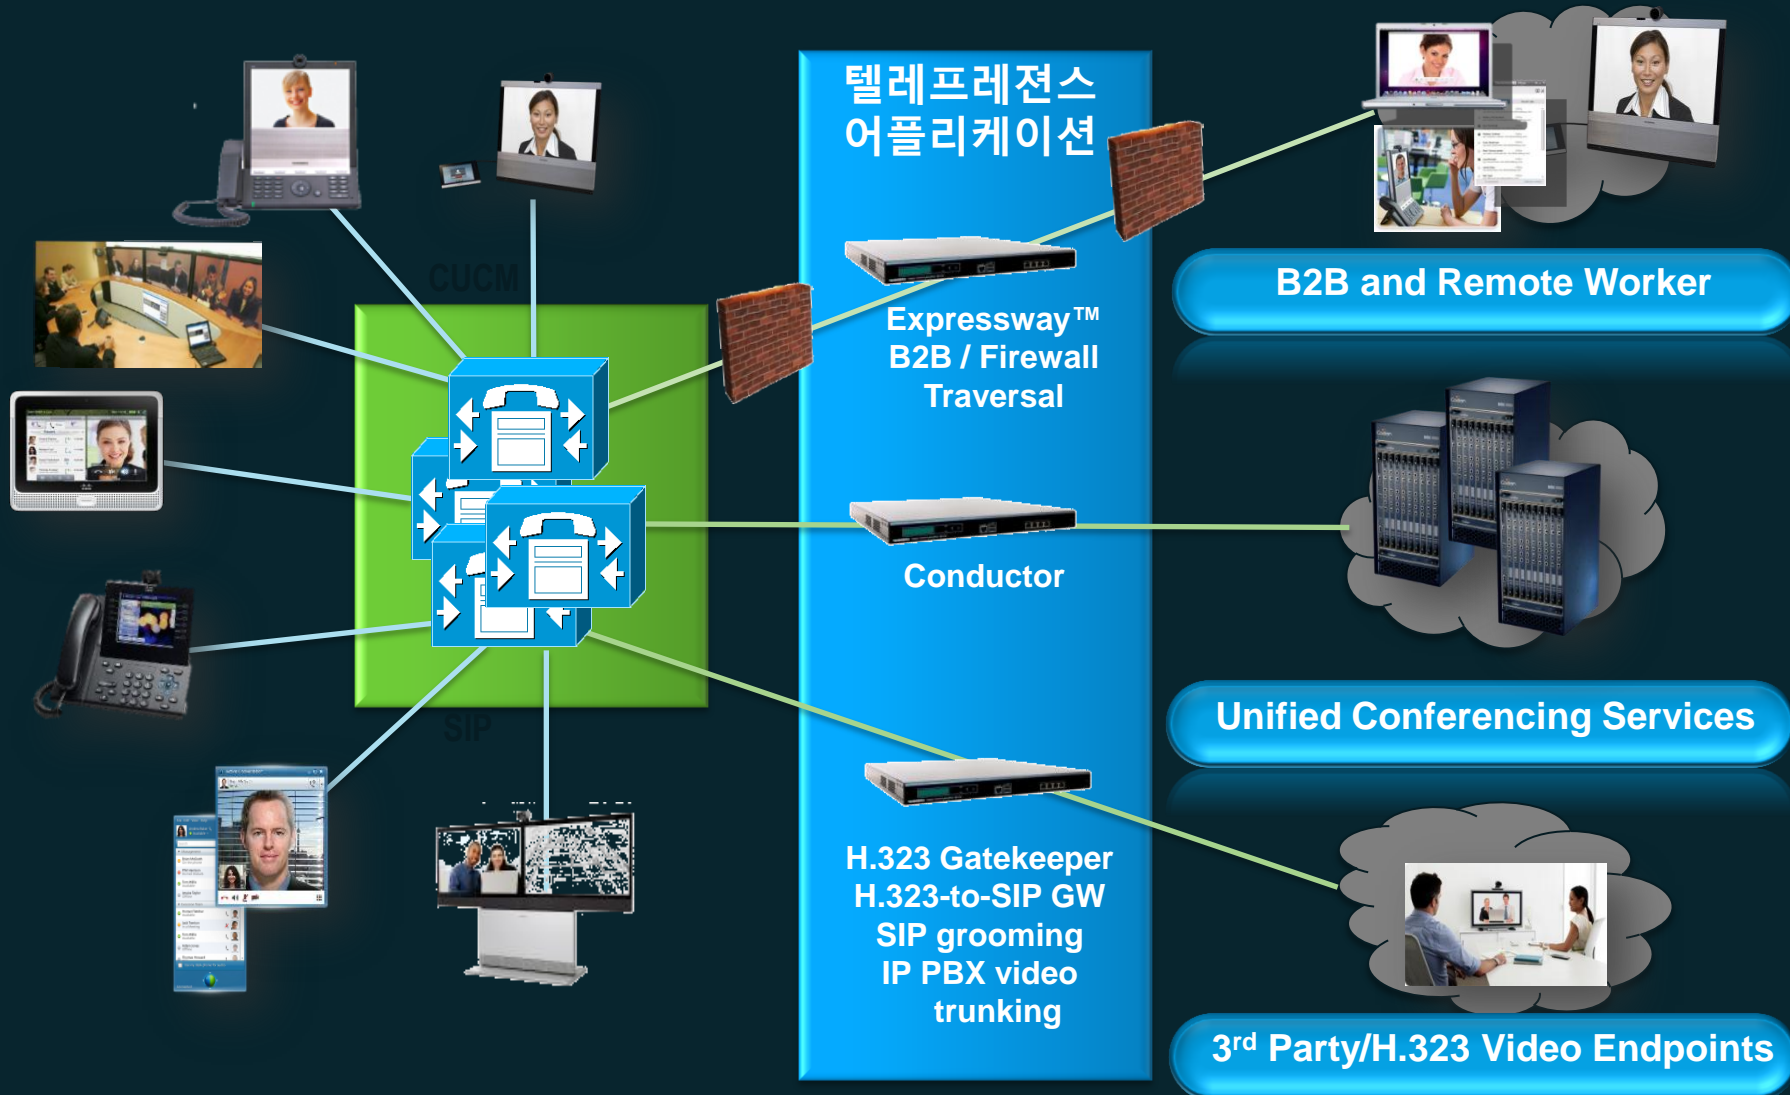 텔레프레젼스
어플리케이션
CUCM
Expressway™
B2B / Firewall
Traversal
B2B and Remote Worker
Conductor
Unified Conferencing Services
SIP
H.323 Gatekeeper
H.323-to-SIP GW
SIP grooming
IP PBX video
trunking
3rd Party/H.323 Video Endpoints